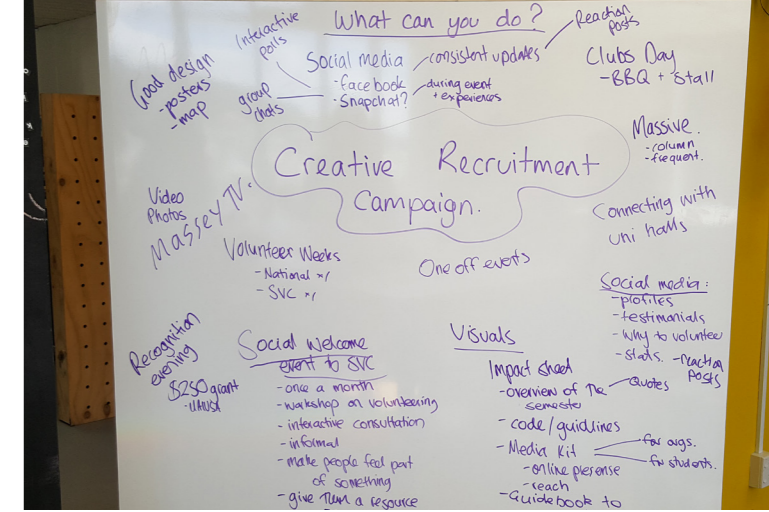 What can you do?
Interactive
polls
Reaction
posts
Good design
- posters
- map
Social media
- facebook
- Snapchat?
consistent updates
during event
+ experiences
group
chats
Clubs Day
- BBQ + Stall
Massive.
- column
- frequent.
Creative Recruitment
Campaign.
Video
Photos
Massey TV.
Connecting with
uni halls
Volunteer Weeks
- National
- SVC
One off events
Social media:
- profiles
- testimonials
- why to volunteer
- stats.
- reaction
posts
Recognition
evening
$250 grant
Social welcome
event to SVC
- once a month
- workshop on volunteering
- interactive consultation
- informal
- make people feel part
of something
- give them a resource
Visuals
Impact sheet
- overview of the
semester
Quotes
- code/guidlines
- Media Kit
for orgs.
for students.
- online presense
- reach
- Guidebook to